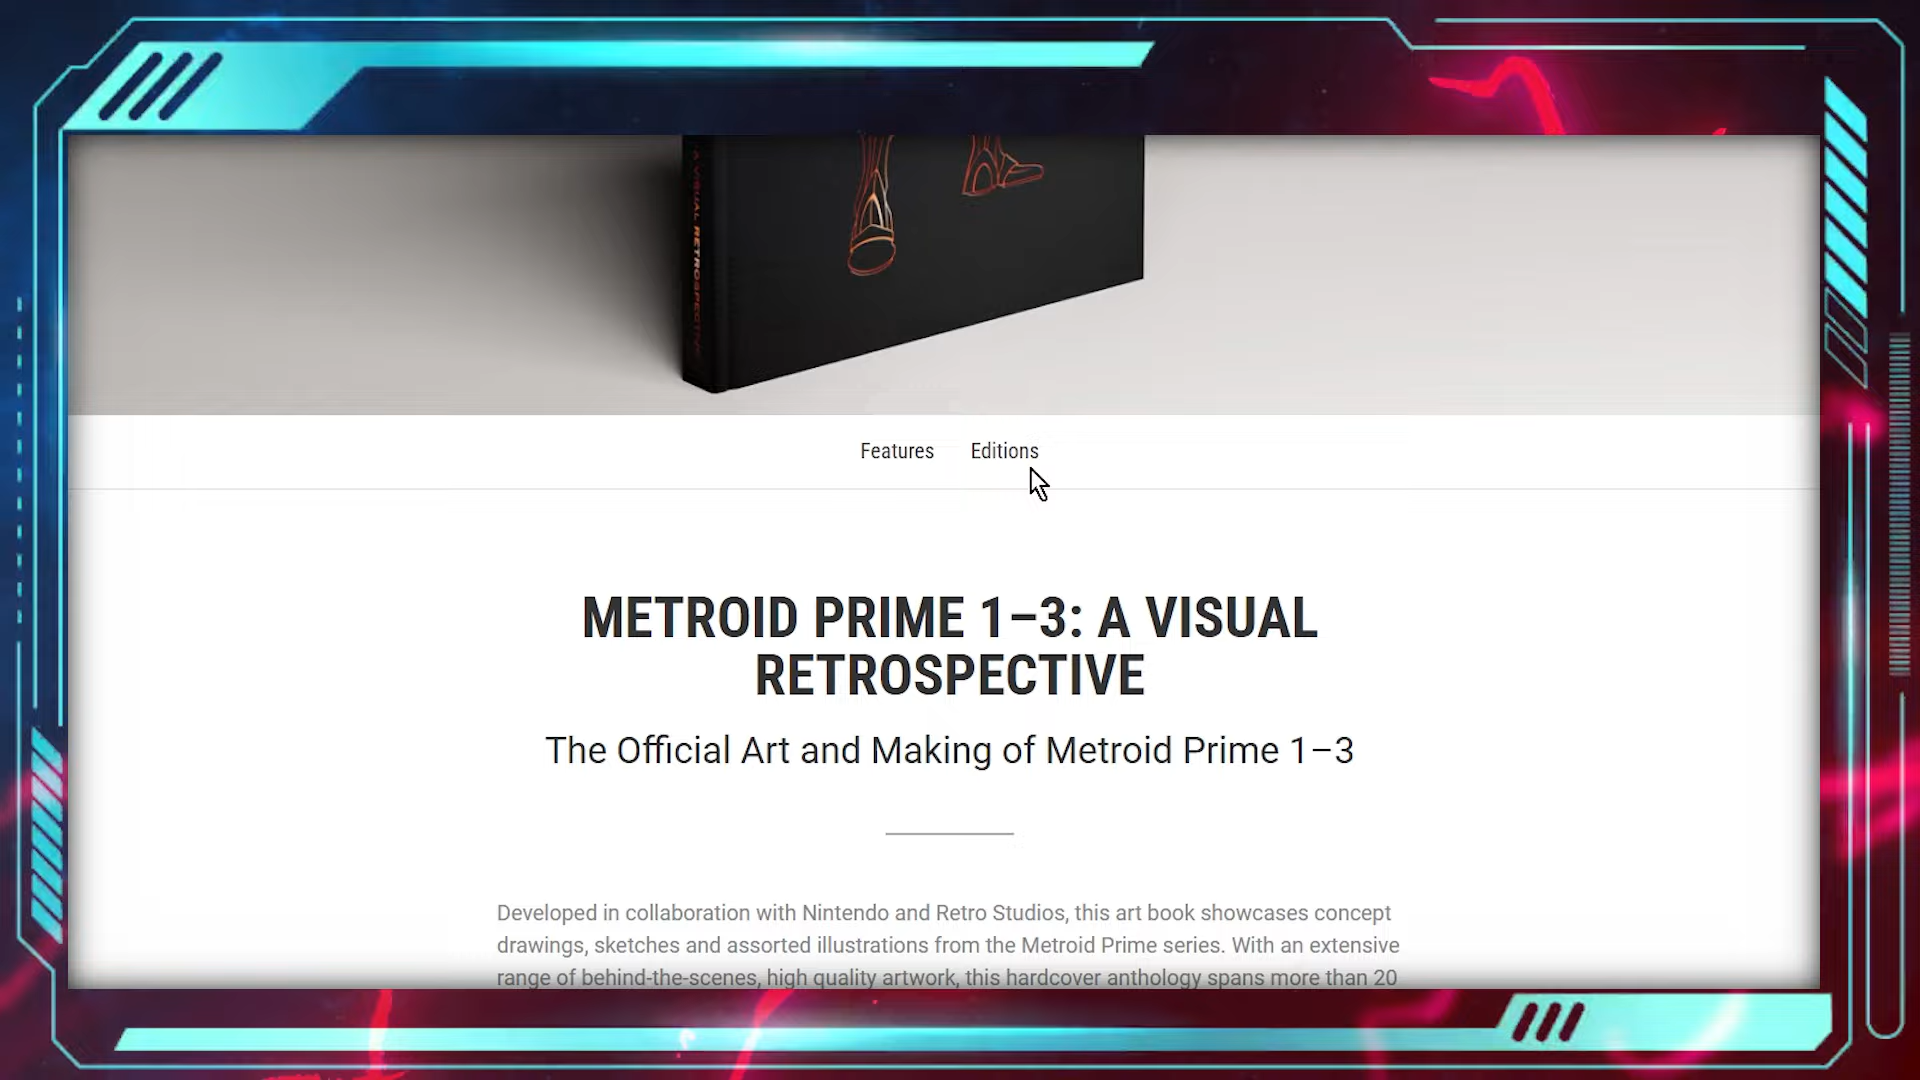 A VISUAL RETROSPECTIVE
Features Editions
METROID PRIME 1–3: A VISUAL
RETROSPECTIVE
The Official Art and Making of Metroid Prime 1–3
Developed in collaboration with Nintendo and Retro Studios, this art book showcases concept
drawings, sketches and assorted illustrations from the Metroid Prime series. With an extensive
range of behind-the-scenes, high quality artwork, this hardcover anthology spans more than 20